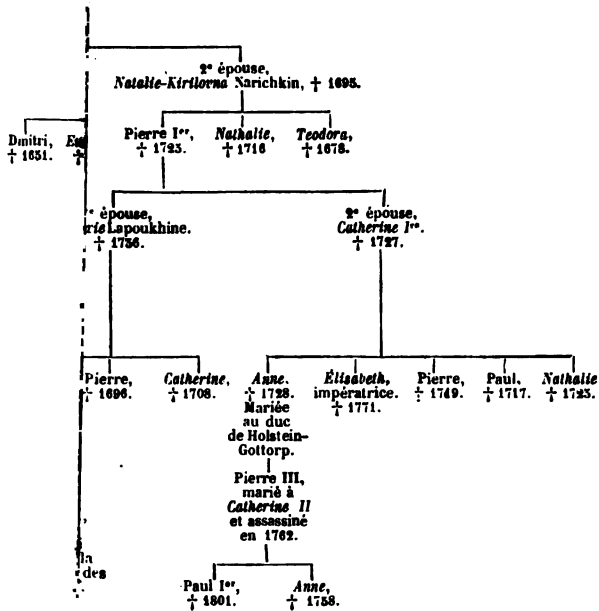 2e épouse,
Natalie-Kirilovna Narichkin, † 1695.
Dmitri,
† 1651.
Pierre Ier,
† 1725.
Nathalie,
† 1716
Teodora,
† 1678.
épouse,
Lapoukhine.
† 1756.
2e épouse,
Catherine Ire.
† 1727.
Pierre,
† 1696.
Catherine,
† 1708.
Anne.
† 1728.
Mariée
au duc
de Holstein-
Gottorp.
Élisabeth,
impératrice.
† 1771.
Pierre,
† 1749.
Paul,
† 1717.
Nathalie
† 1725.
Pierre III,
marié à
Catherine II
et assassiné
en 1762.
la
des
Paul Ier,
† 1801.
Anne,
† 1758.